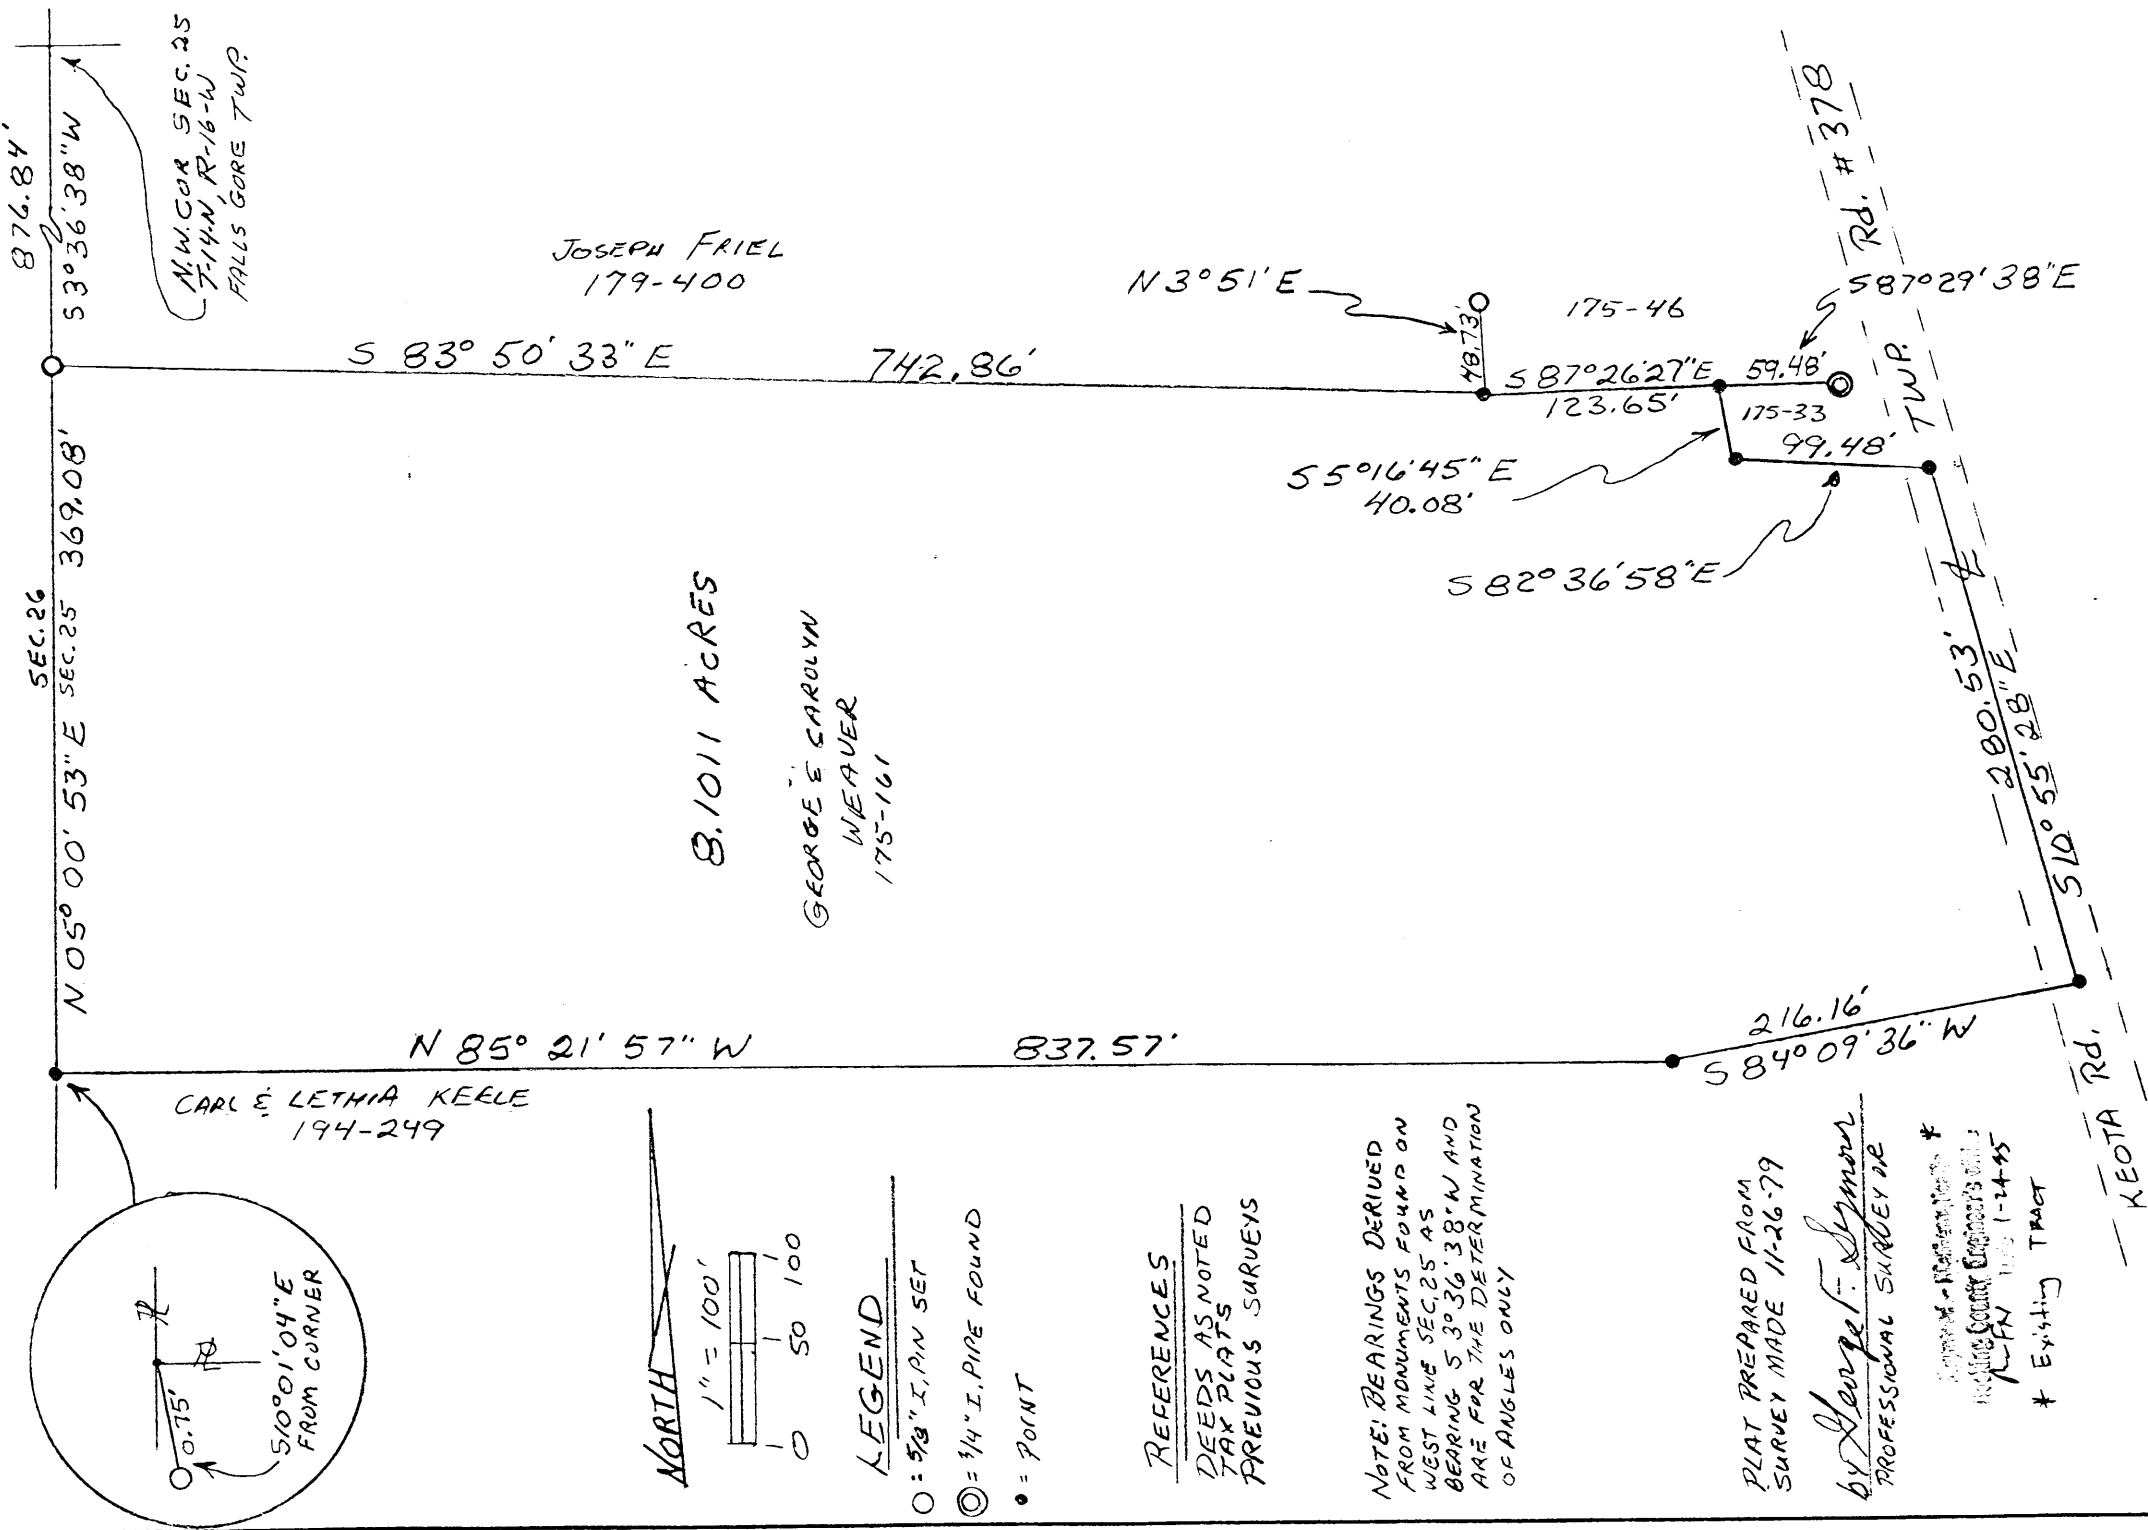 876.84'
S3°36'38"W
N.W. COR SEC. 25
T-14-N, R-16-W
FALLS GORE TWP.
SEC. 26
N 05° 00' 53" E SEC. 25 369.08'
JOSEPH FRIEL
179-400
S 83° 50' 33" E 742.86'
N 3° 51' E
48.73'
175-46
S 87° 29' 38" E
S 87° 26' 27" E 59.48'
123.65'
175-33
99.48'
S 5° 16' 45" E
40.08'
S 82° 36' 58" E
TWP. Rd. # 378
280.53' ℄
S 10° 55' 28" E
8.1011 ACRES
GEORGE & CAROLYN
WEAVER
175-161
N 85° 21' 57" W 837.57'
216.16'
S 84° 09' 36" W
KEOTA Rd.
CARL & LETHIA KEELE
194-249
0.75'
S10°01'04"E
FROM CORNER
NORTH
1" = 100'
0 50 100
LEGEND
O : 5/8" I. PIN SET
◎ = 3/4" I. PIPE FOUND
• = POINT
REFERENCES
DEEDS AS NOTED
TAX PLATS
PREVIOUS SURVEYS
NOTE: BEARINGS DERIVED
FROM MONUMENTS FOUND ON
WEST LINE SEC. 25 AS
BEARING S 3° 36' 38" W AND
ARE FOR THE DETERMINATION
OF ANGLES ONLY
PLAT PREPARED FROM
SURVEY MADE 11-26-79
by George F. Seymour
PROFESSIONAL SURVEYOR
*
County Engineer's
1-24-95
* Existing TRACT